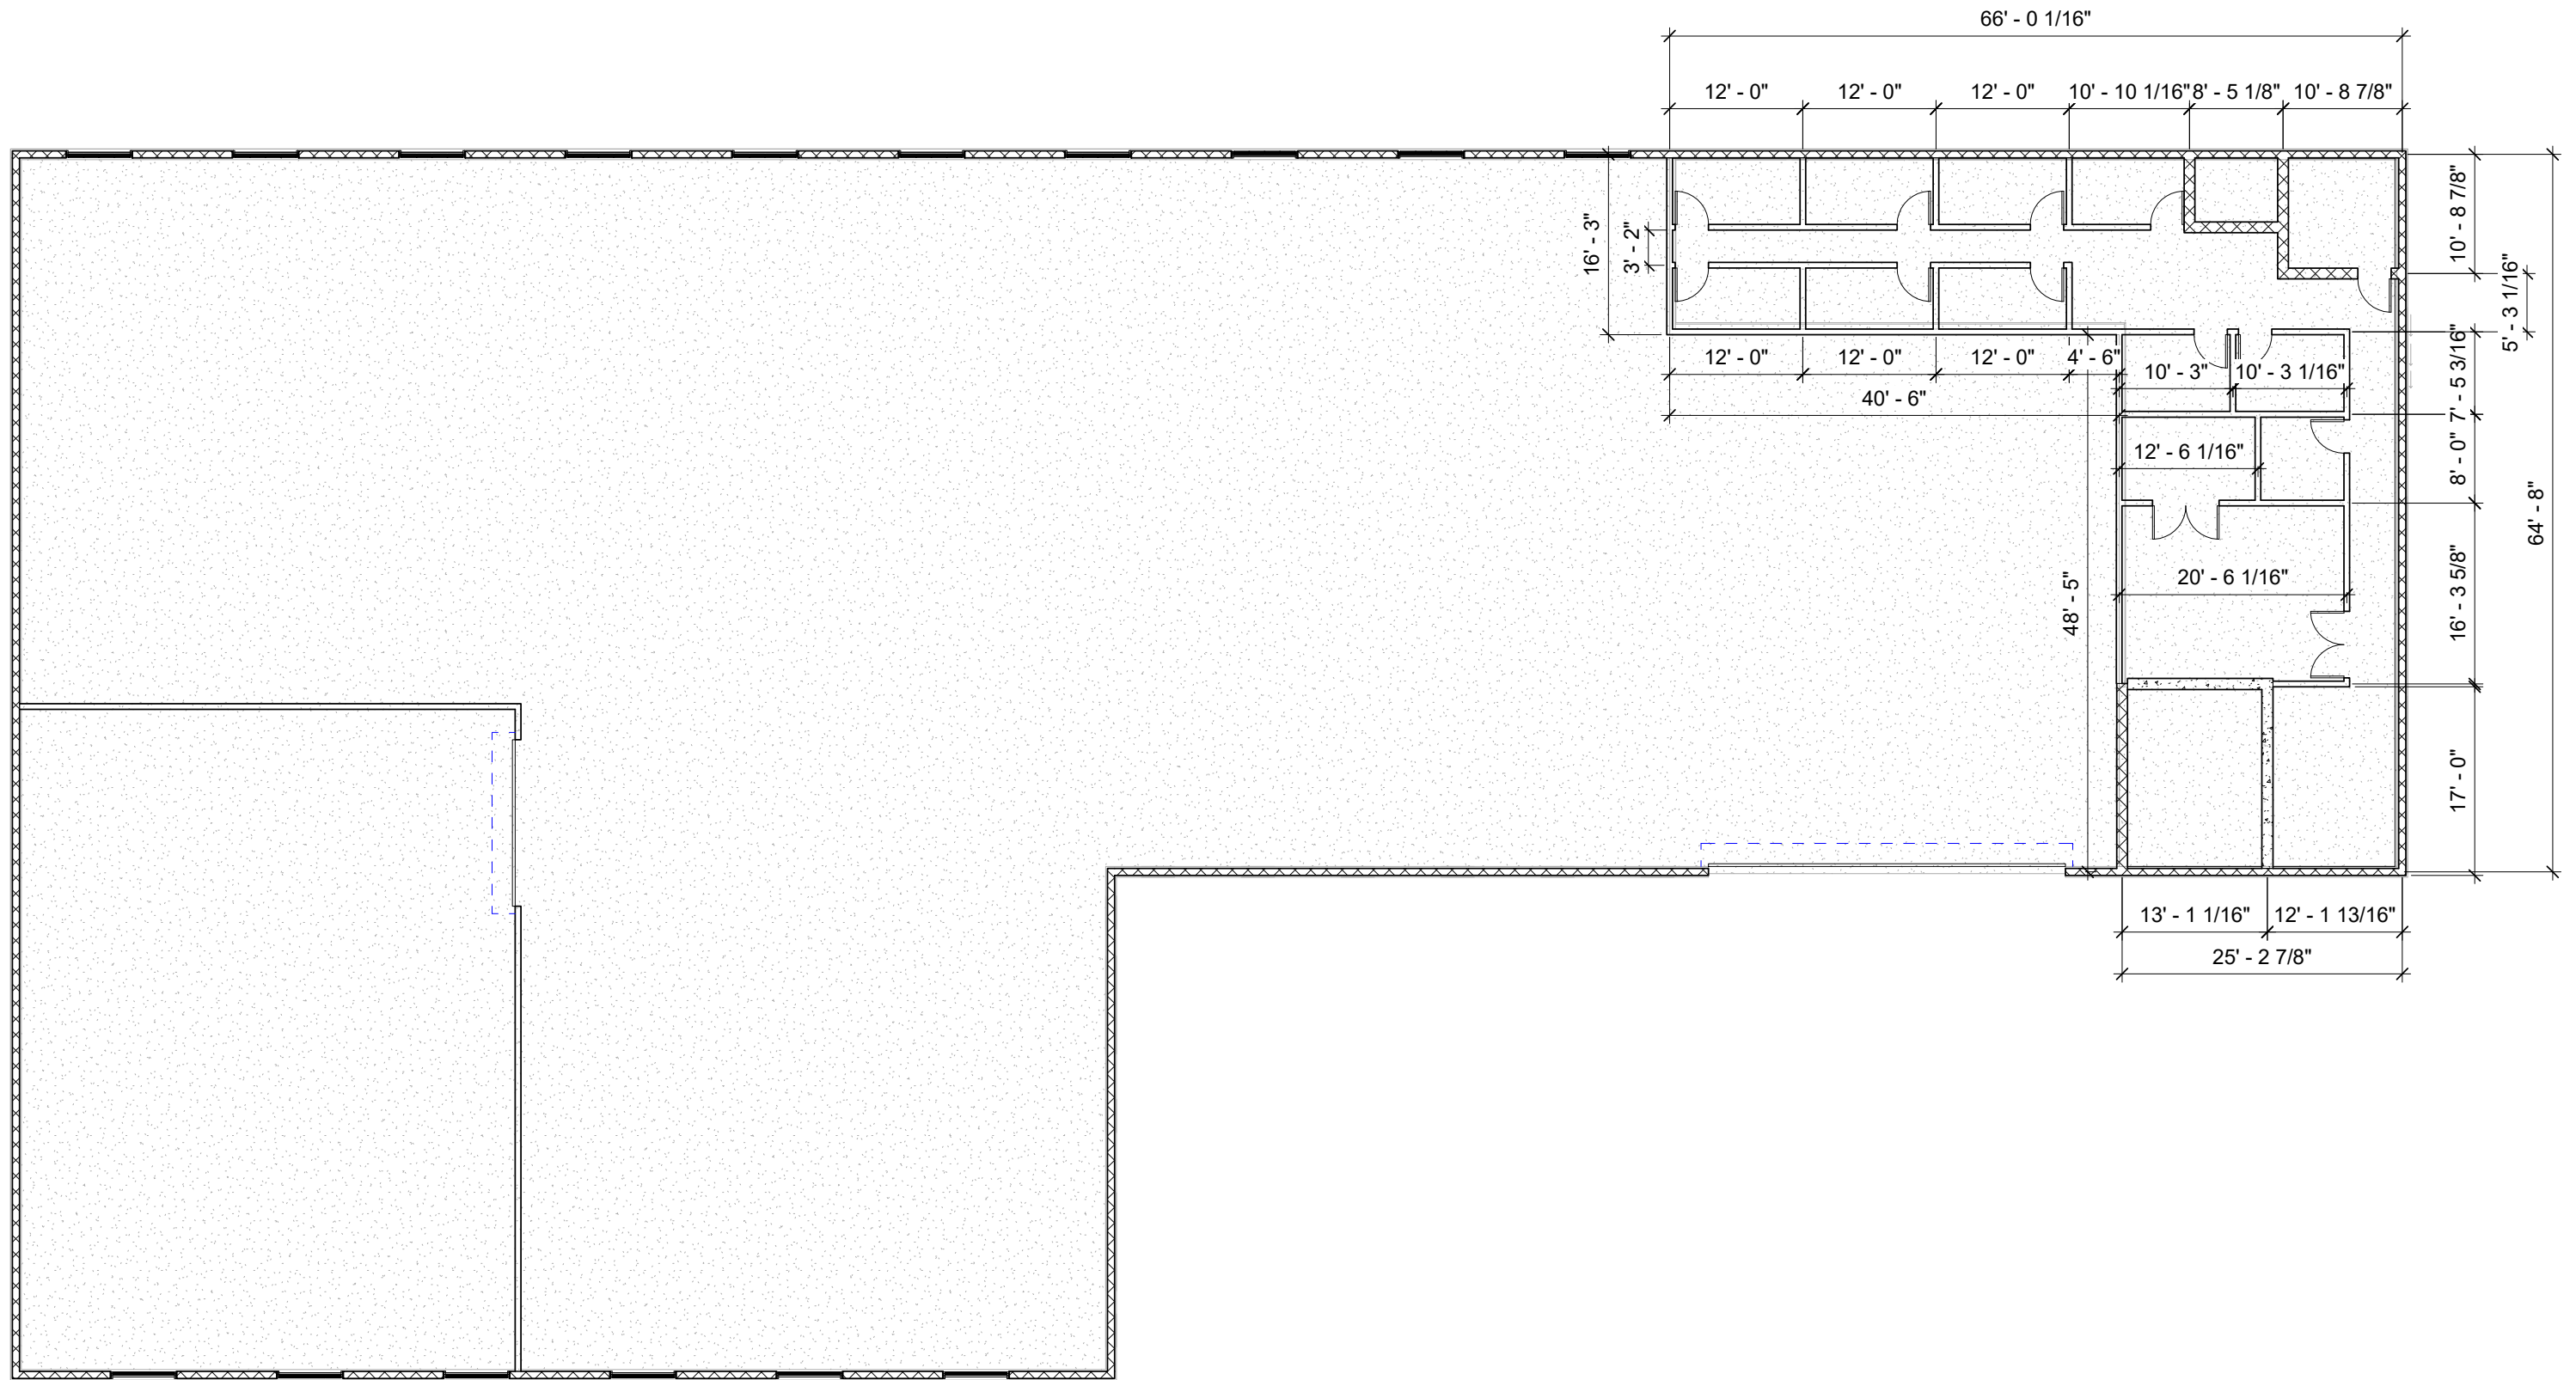 66' - 0 1/16"
12' - 0"
12' - 0"
12' - 0"
10' - 10 1/16"
8' - 5 1/8"
10' - 8 7/8"
16' - 3"
3' - 2"
10' - 8 7/8"
5' - 3 1/16"
12' - 0"
12' - 0"
12' - 0"
4' - 6"
40' - 6"
10' - 3"
10' - 3 1/16"
7' - 5 3/16"
12' - 6 1/16"
8' - 0"
64' - 8"
20' - 6 1/16"
16' - 3 5/8"
48' - 5"
17' - 0"
13' - 1 1/16"
12' - 1 13/16"
25' - 2 7/8"